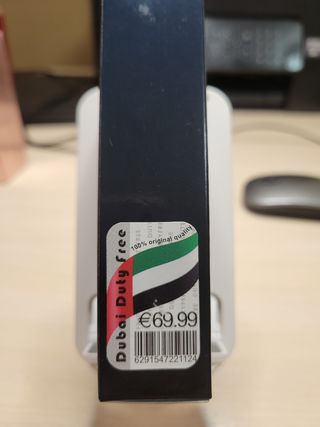 Dubai Duty Free
100% original quality
€69.99
6291547221124